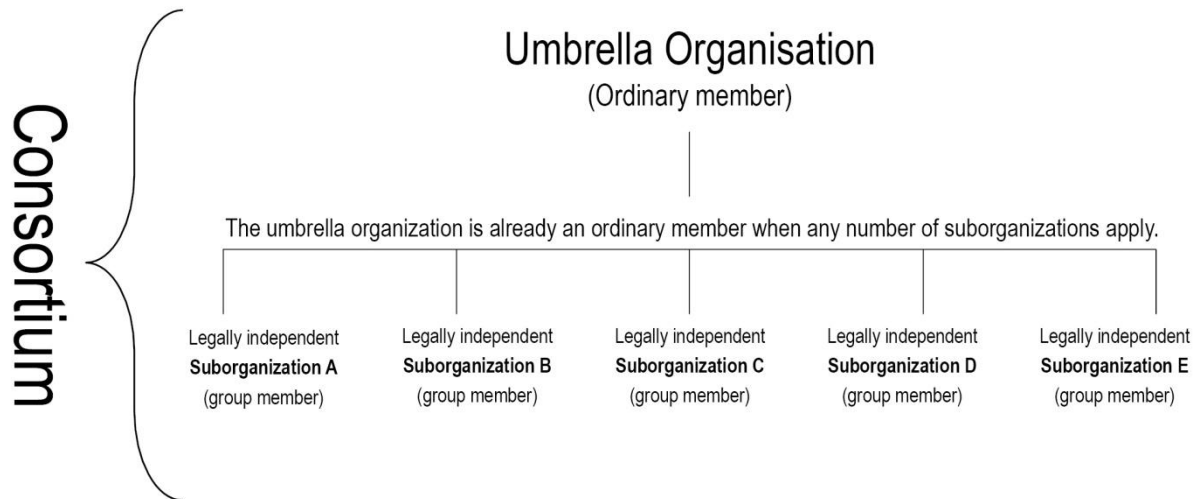 Consortium
Umbrella Organisation
(Ordinary member)
The umbrella organization is already an ordinary member when any number of suborganizations apply.
Legally independent
Suborganization A
(group member)
Legally independent
Suborganization B
(group member)
Legally independent
Suborganization C
(group member)
Legally independent
Suborganization D
(group member)
Legally independent
Suborganization E
(group member)